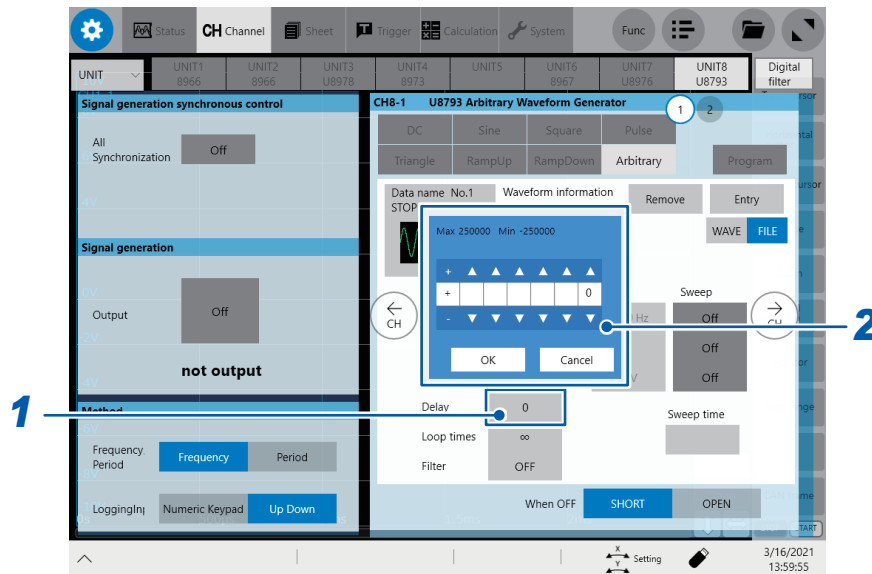 Status CH Channel Sheet Trigger Calculation System Func
UNIT UNIT1 UNIT2 UNIT3 UNIT4 UNIT5 UNIT6 UNIT7 UNIT8 Digital
8966 8966 U8978 8973 8967 U8976 U8793 filter
Signal generation synchronous control
CH8-1 U8793 Arbitrary Waveform Generator 1 2
DC Sine Square Pulse
All
Synchronization Off
Triangle RampUp RampDown Arbitrary Program
Data name No.1 Waveform information Remove Entry
STOP
WAVE FILE
Max 250000 Min -250000
Signal generation
+
+ 0
-
Sweep
Output Off
← CH
Hz Off
→ CH
2
Off
OK Cancel
V Off
not output
1
Delay 0
Sweep time
Method
Loop times ∞
Frequency.
Period Frequency Period
Filter OFF
LoggingInp Numeric Keypad Up Down
When OFF SHORT OPEN
START
X
Y Setting
3/16/2021
13:59:55